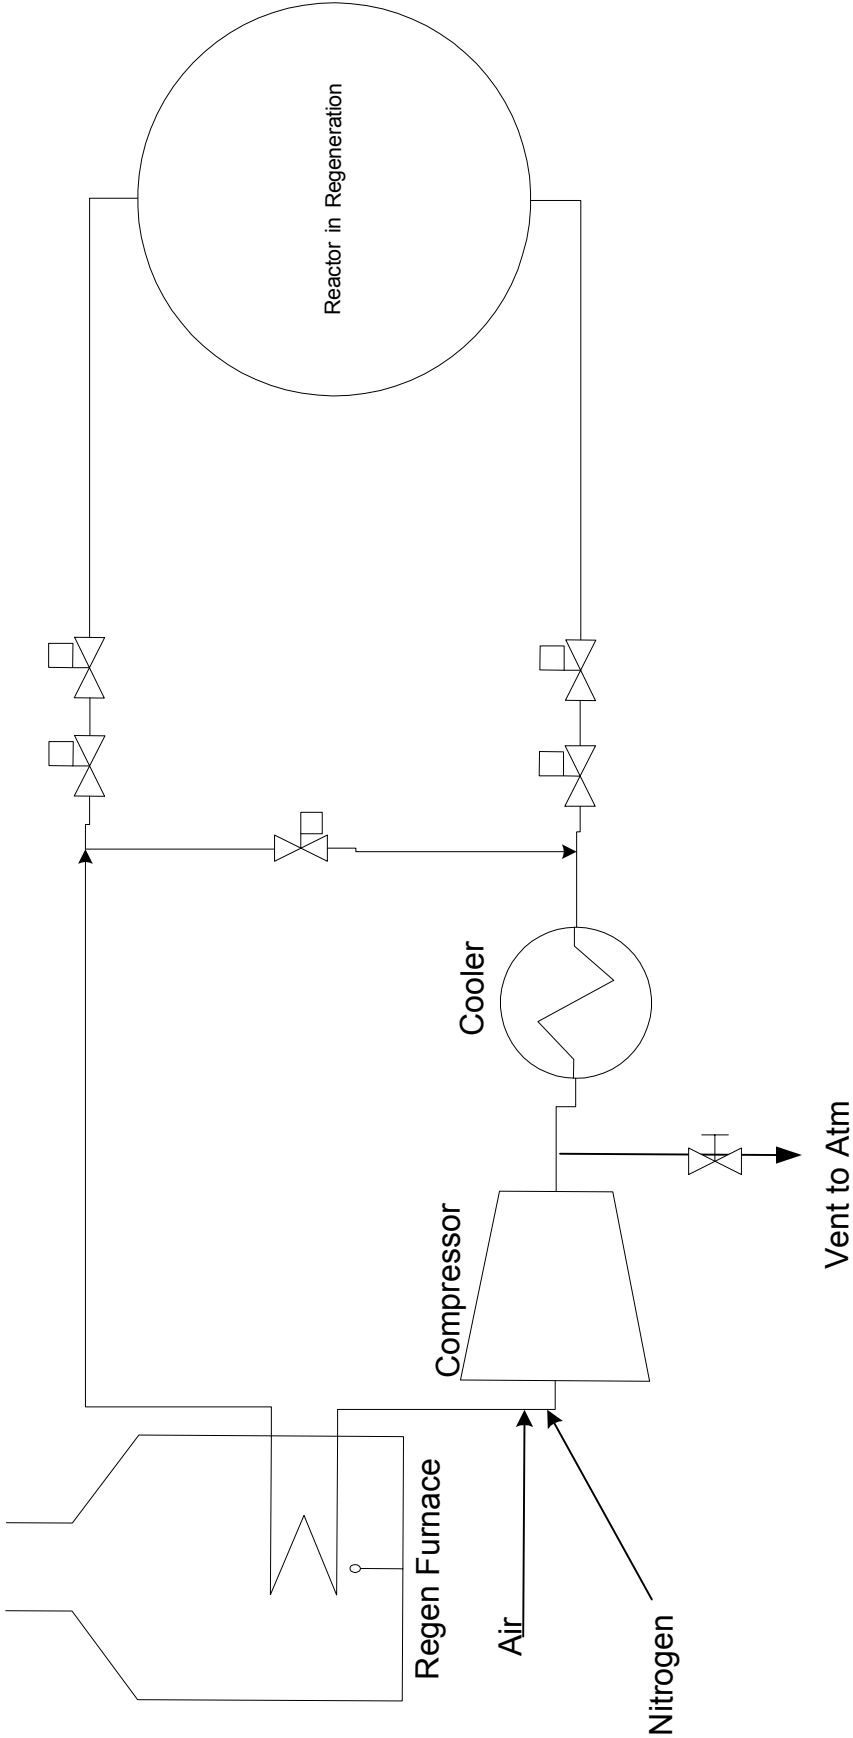 Reactor in Regeneration
Cooler
Compressor
Vent to Atm
Regen Furnace
Air
Nitrogen